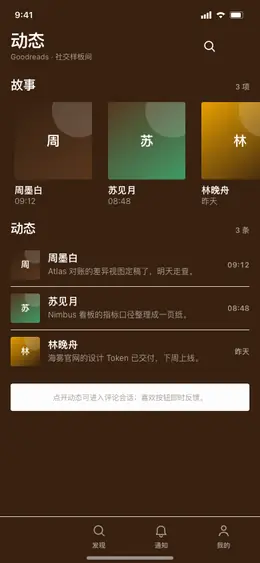 9:41
动态
Goodreads · 社交样板间
故事
3 项
周
苏
林
周墨白
09:12
苏见月
08:48
林晚舟
昨天
动态
3 条
周
周墨白
Atlas 对账的差异视图定稿了，明天走查。
09:12
苏
苏见月
Nimbus 看板的指标口径整理成一页纸。
08:48
林
林晚舟
海雾官网的设计 Token 已交付，下周上线。
昨天
点开动态可进入评论会话；喜欢按钮即时反馈。
发现
通知
我的